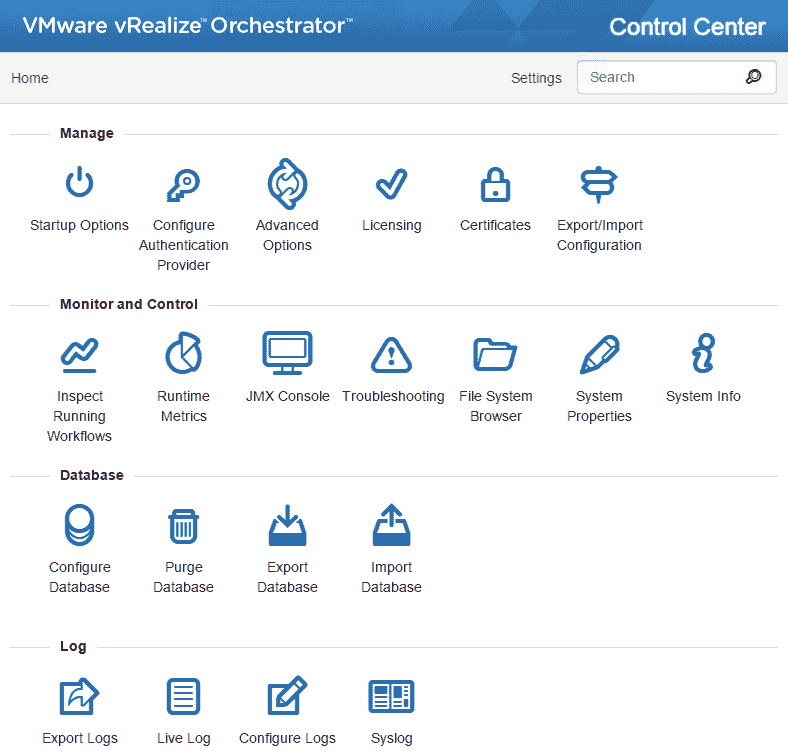 VMware vRealize™ Orchestrator™ Control Center
Home Settings Search
Manage
Startup Options Configure Advanced Licensing Certificates Export/Import
Authentication Options Configuration
Provider
Monitor and Control
Inspect Runtime JMX Console Troubleshooting File System System System Info
Running Metrics Browser Properties
Workflows
Database
Configure Purge Export Import
Database Database Database Database
Log
Export Logs Live Log Configure Logs Syslog